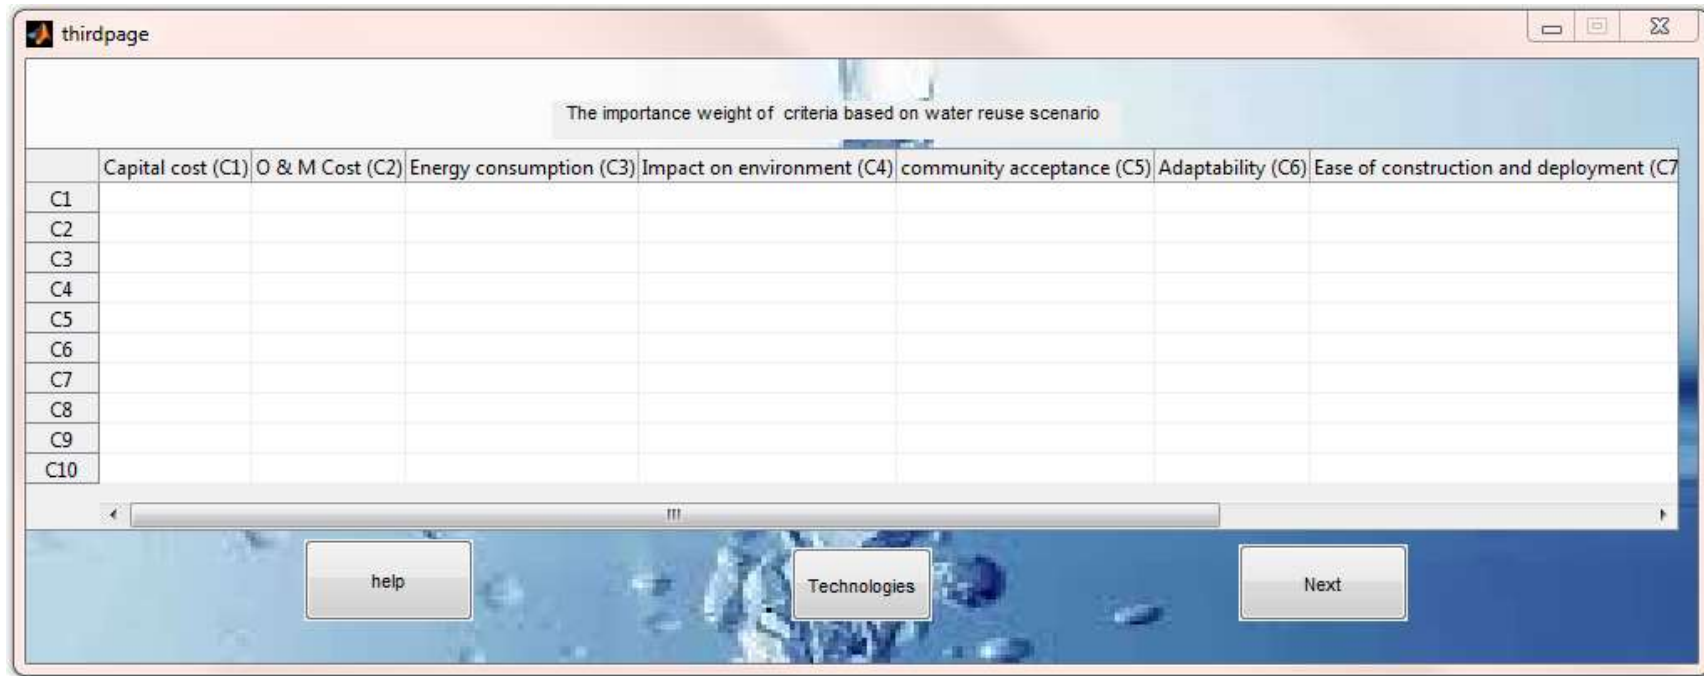 thirdpage
The importance weight of criteria based on water reuse scenario
Capital cost (C1) O & M Cost (C2) Energy consumption (C3) Impact on environment (C4) community acceptance (C5) Adaptability (C6) Ease of construction and deployment (C7
C1
C2
C3
C4
C5
C6
C7
C8
C9
C10
help Technologies Next